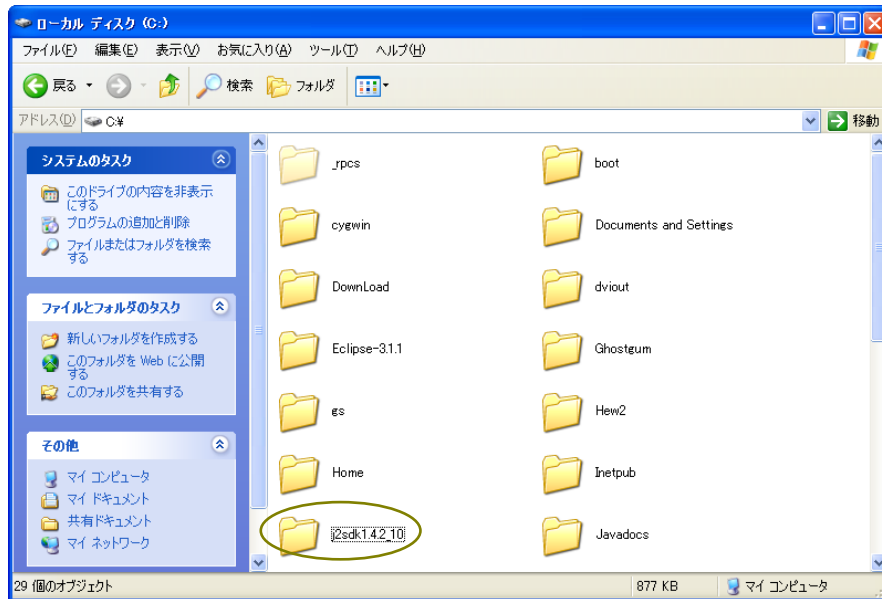 ローカル ディスク (C:)
ファイル(F) 編集(E) 表示(V) お気に入り(A) ツール(T) ヘルプ(H)
戻る 検索 フォルダ
アドレス(D) C:¥ 移動
システムのタスク
このドライブの内容を非表示
にする
プログラムの追加と削除
ファイルまたはフォルダを検索
する
ファイルとフォルダのタスク
新しいフォルダを作成する
このフォルダを Web に公開
する
このフォルダを共有する
その他
マイ コンピュータ
マイ ドキュメント
共有ドキュメント
マイ ネットワーク
_rpcs boot
cygwin Documents and Settings
DownLoad dviout
Eclipse-3.1.1 Ghostgum
gs Hew2
Home Inetpub
j2sdk1.4.2_10 Javadocs
29 個のオブジェクト 877 KB マイ コンピュータ